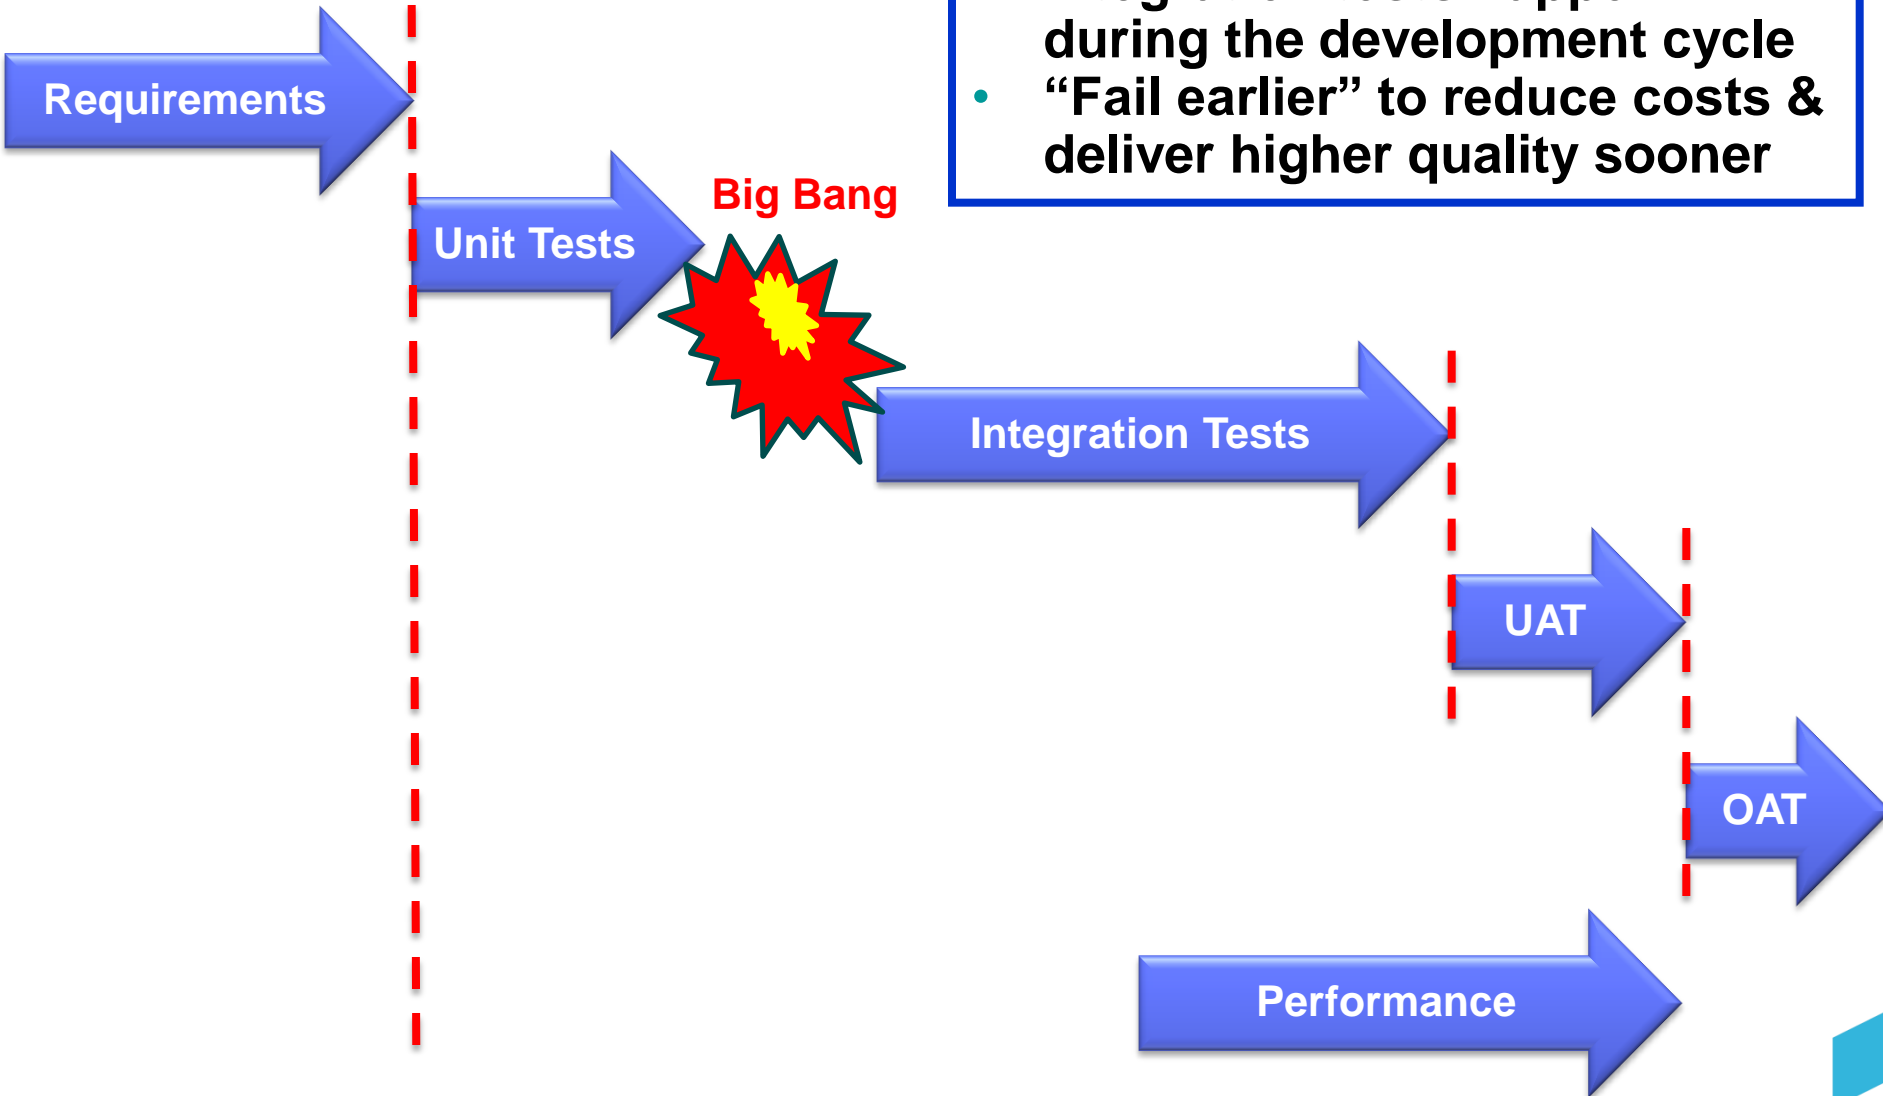 during the development cycle
• “Fail earlier” to reduce costs &
deliver higher quality sooner
Requirements
Big Bang
Unit Tests
Integration Tests
UAT
OAT
Performance